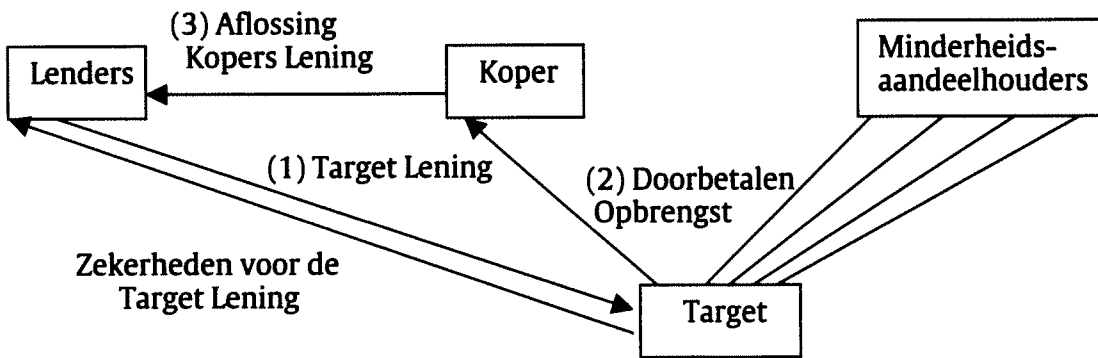 (3) Aflossing
Kopers Lening
Lenders
Koper
Minderheids-
aandeelhouders
(1) Target Lening
(2) Doorbetalen
Opbrengst
Zekerheden voor de
Target Lening
Target